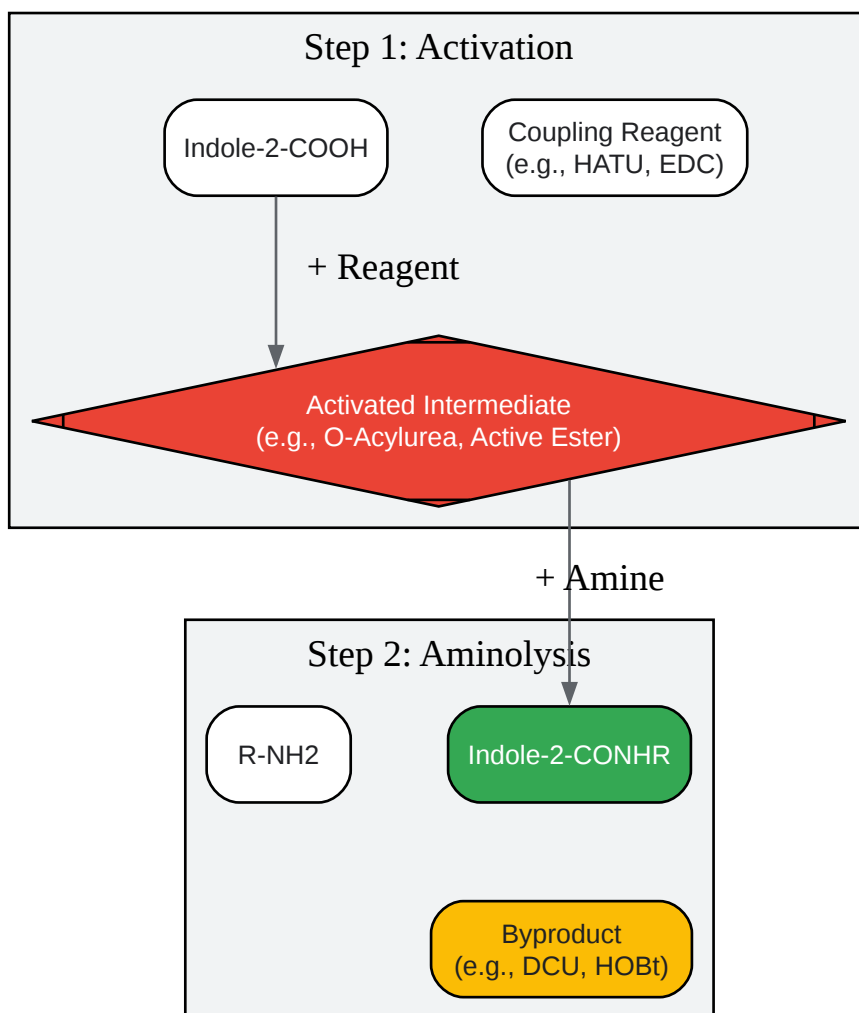 Step 1: Activation
Indole-2-COOH
Coupling Reagent
(e.g., HATU, EDC)
+ Reagent
Activated Intermediate
(e.g., O-Acylurea, Active Ester)
+ Amine
Step 2: Aminolysis
R-NH2
Indole-2-CONHR
Byproduct
(e.g., DCU, HOBt)